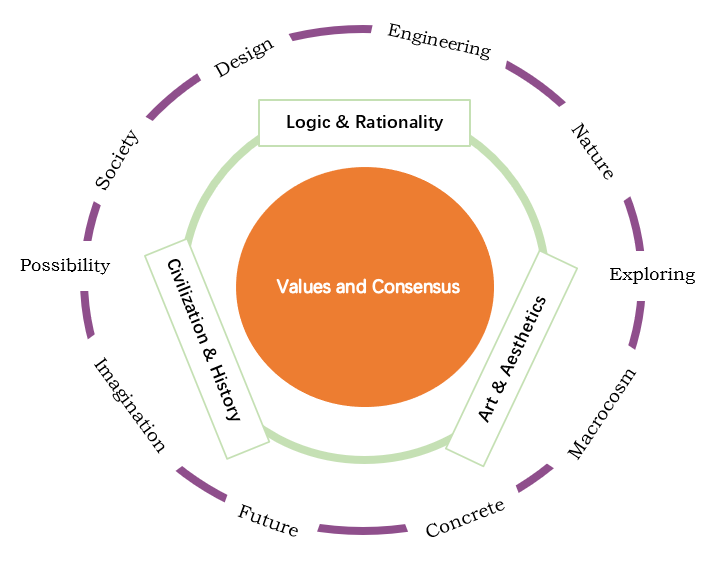 Engineering
Design
Nature
Society
Logic & Rationality
Possibility
Exploring
Values and Consensus
Civilization & History
Art & Aesthetics
Imagination
Macrocosm
Future
Concrete